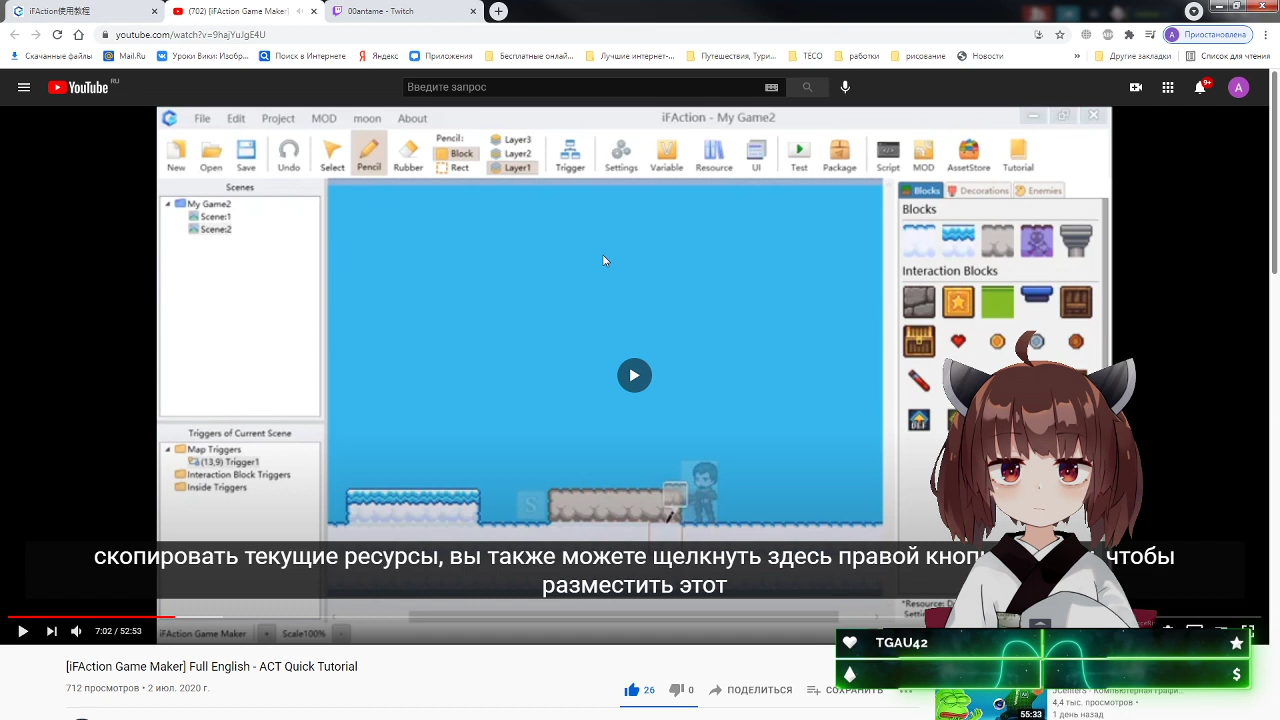 iFAction使用教程
(702) [iFAction Game Maker]
00antame - Twitch
youtube.com/watch?v=9hajYuJgE4U
Приостановлена
Скачанные файлы
Mail.Ru
Уроки Вики: Изобр...
Поиск в Интернете
Яндекс
Приложения
Бесплатные онлай...
Лучшие интернет-...
Путешествия, Тури...
ТЕСО
работки
рисование
Новости
»
Другие закладки
Список для чтения
YouTube
RU
Введите запрос
9+
A
File
Edit
Project
MOD
moon
About
iFAction - My Game2
New
Open
Save
Undo
Select
Pencil
Rubber
Pencil:
Block
Rect
Layer3
Layer2
Layer1
Trigger
Settings
Variable
Resource
UI
Test
Package
Script
MOD
AssetStore
Tutorial
Scenes
My Game2
Scene:1
Scene:2
Triggers of Current Scene
Map Triggers
(13,9) Trigger1
Interaction Block Triggers
Inside Triggers
Blocks
Decorations
Enemies
Blocks
Interaction Blocks
S
скопировать текущие ресурсы, вы также можете щелкнуть здесь правой чтобы
разместить этот
7:02 / 52:53
iFAction Game Maker
Scale100%
TGAU42
$
[iFAction Game Maker] Full English - ACT Quick Tutorial
712 просмотров • 2 июл. 2020 г.
26
0
ПОДЕЛИТЬСЯ
СОХРАНИТЬ
55:33
4,4 тыс. просмотров •
1 день назад